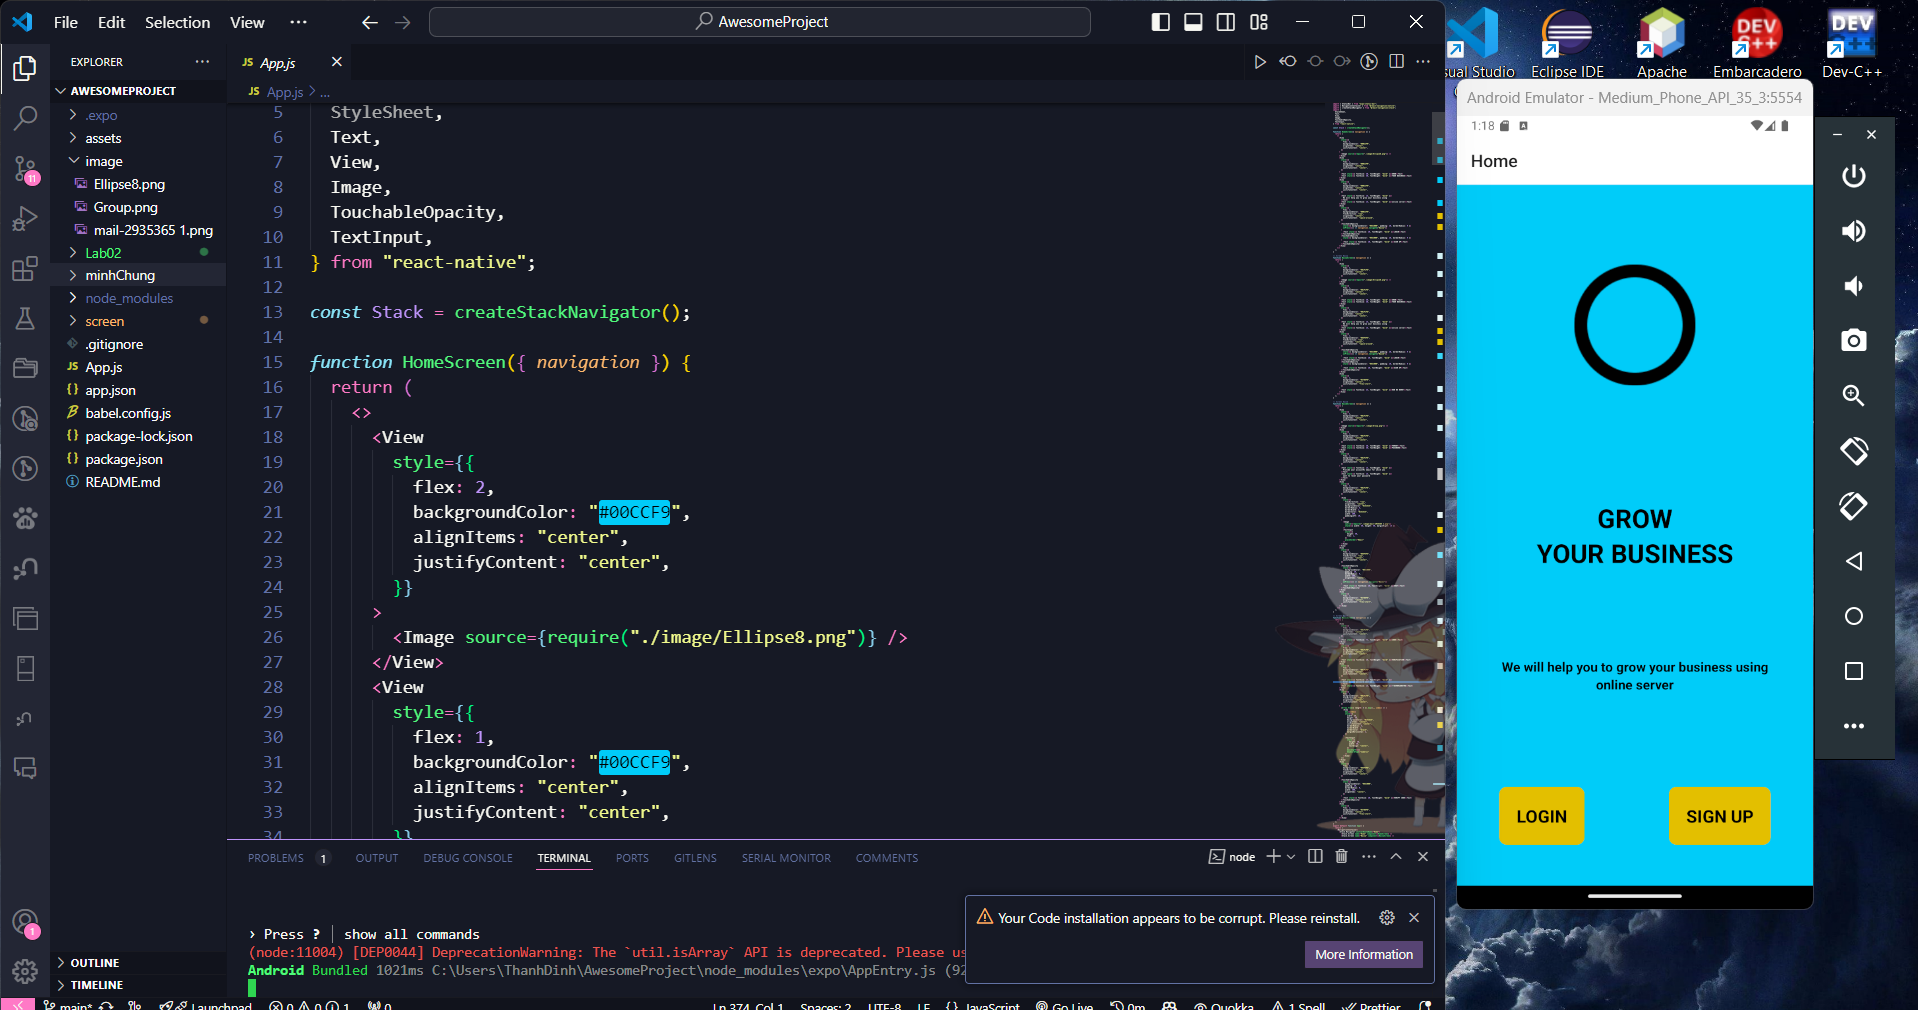 File Edit Selection View ··· AwesomeProject
EXPLORER
AWESOMEPROJECT
.expo
assets
image
Ellipse8.png
Group.png
mail-2935365 1.png
Lab02
minhChung
node_modules
screen
.gitignore
JS App.js
{} app.json
babel.config.js
{} package-lock.json
{} package.json
README.md
OUTLINE
TIMELINE
11
1
JS App.js
JS App.js > ...
5 StyleSheet,
6 Text,
7 View,
8 Image,
9 TouchableOpacity,
10 TextInput,
11 } from "react-native";
12
13 const Stack = createStackNavigator();
14
15 function HomeScreen({ navigation }) {
16 return (
17 <>
18 <View
19 style={{
20 flex: 2,
21 backgroundColor: "#00CCF9",
22 alignItems: "center",
23 justifyContent: "center",
24 }}
25 >
26 <Image source={require("./image/Ellipse8.png")} />
27 </View>
28 <View
29 style={{
30 flex: 1,
31 backgroundColor: "#00CCF9",
32 alignItems: "center",
33 justifyContent: "center",
34 }}
PROBLEMS 1 OUTPUT DEBUG CONSOLE TERMINAL PORTS GITLENS SERIAL MONITOR COMMENTS
node
› Press ? │ show all commands
(node:11004) [DEP0044] DeprecationWarning: The `util.isArray` API is deprecated. Please us
Android Bundled 1021ms C:\Users\ThanhDinh\AwesomeProject\node_modules\expo\AppEntry.js (92
Your Code installation appears to be corrupt. Please reinstall.
More Information
main* Launchpad 0 0 1 0 Ln 374, Col 1 Spaces: 2 UTF-8 LF {} JavaScript Go Live 0m Quokka 1 Spell Prettier
sual Studio
Eclipse IDE
Apache
DEV C++
Embarcadero
DEV C++
Dev-C++
Android Emulator - Medium_Phone_API_35_3:5554
1:18
Home
GROW
YOUR BUSINESS
We will help you to grow your business using
online server
LOGIN
SIGN UP